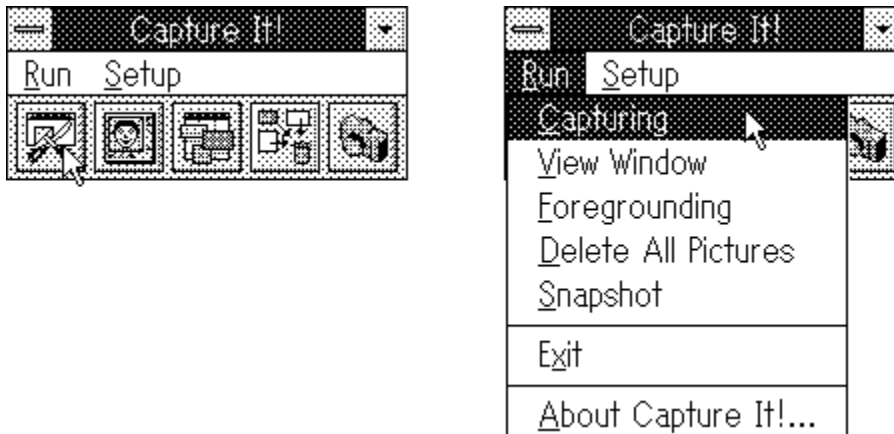 Capture It!
Run Setup
Capture It!
Run Setup
Capturing
View Window
Foregrounding
Delete All Pictures
Snapshot
Exit
About Capture It!...